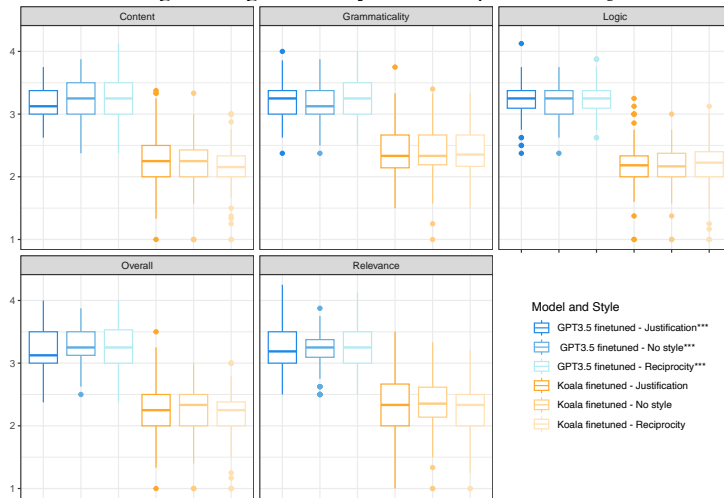 Content
Grammaticality
Logic
4
3
2
1
Overall
Relevance
4
3
2
1
Model and Style
GPT3.5 finetuned - Justification***
GPT3.5 finetuned - No style***
GPT3.5 finetuned - Reciprocity***
Koala finetuned - Justification
Koala finetuned - No style
Koala finetuned - Reciprocity